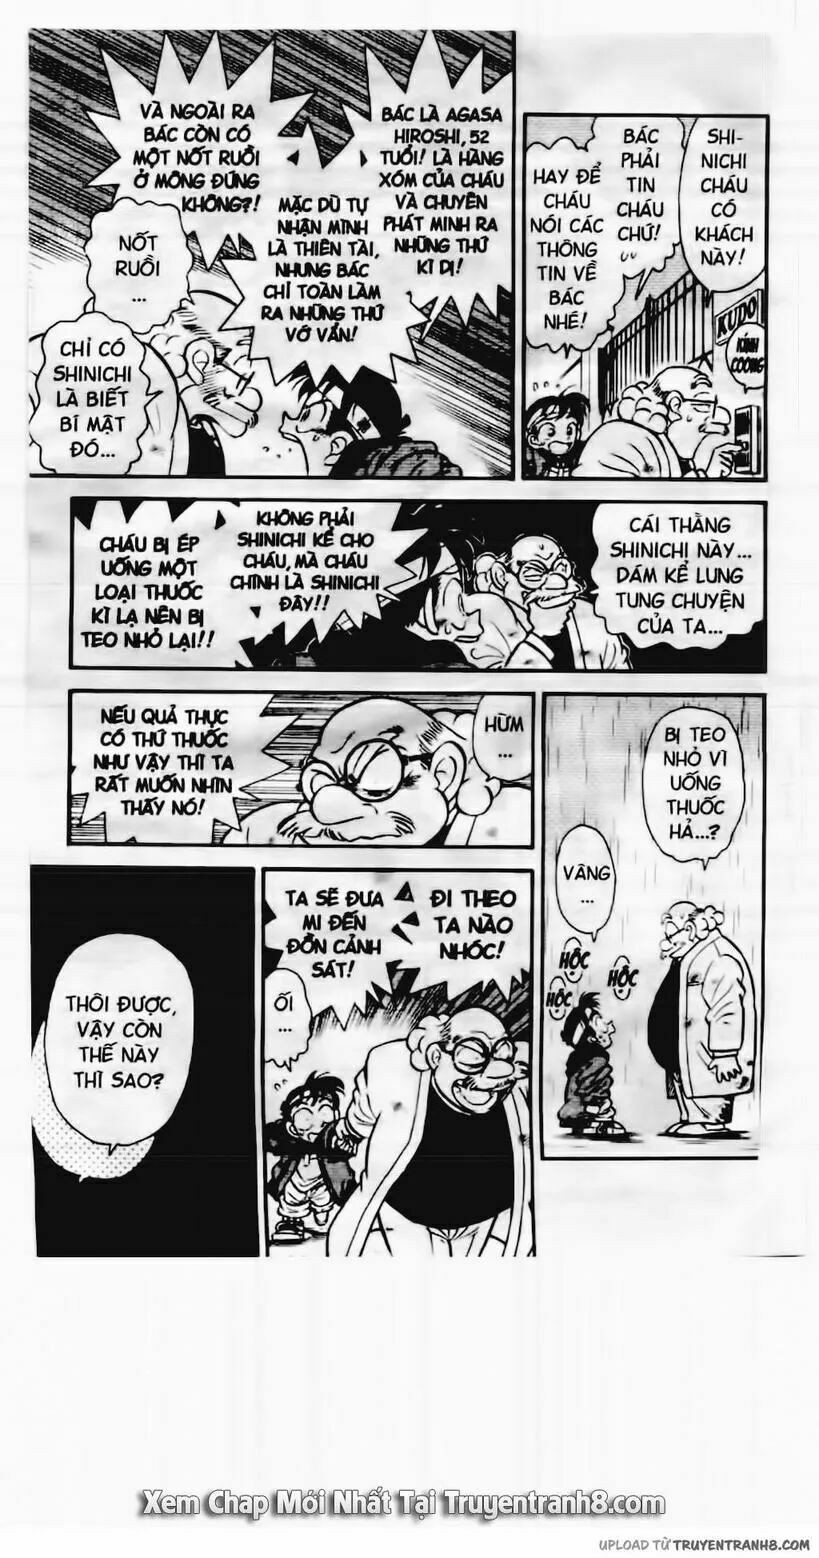 SHI-
NICHI
CHÁU
CÓ
KHÁCH
NÀY!
BÁC
PHẢI
TIN
CHÁU
CHỨ!
HAY ĐỂ
CHÁU
NÓI CÁC
THÔNG
TIN VỀ
BÁC
NHÉ!
KUDO
KÍNH
COONG
BÁC LÀ AGASA
HIROSHI, 52
TUỔI! LÀ HÀNG
XÓM CỦA CHÁU
VÀ CHUYÊN
PHÁT MINH RA
NHỮNG THỨ
KÌ DỊ!
MẶC DÙ TỰ
NHẬN MÌNH
LÀ THIÊN TÀI,
NHUNG BÁC
CHỈ TOÀN LÀM
RA NHỮNG THỨ
VỚ VẨN!
VÀ NGOÀI RA
BÁC CÒN CÓ
MỘT NỐT RUỒI
Ở MÔNG ĐÚNG
KHÔNG?!
NỐT
RUỒI
...
CHỈ CÓ
SHINICHI
LÀ BIẾT
BÍ MẬT
ĐÓ...
CÁI THẰNG
SHINICHI NÀY...
DÁM KỂ LUNG
TUNG CHUYỆN
CỦA TA...
KHÔNG PHẢI
SHINICHI KỂ CHO
CHÁU, MÀ CHÁU
CHÍNH LÀ SHINICHI
ĐÂY!!
CHÁU BỊ ÉP
UỐNG MỘT
LOẠI THUỐC
KÌ LẠ NÊN BỊ
TEO NHỎ LẠI!!
BỊ TEO
NHỎ VÌ
UỐNG
THUỐC
HẢ...?
VÂNG
...
HỘC
HỘC
HỘC
HỪM
...
NẾU QUẢ THỰC
CÓ THỨ THUỐC
NHƯ VẬY THÌ TA
RẤT MUỐN NHÌN
THẤY NÓ!
ĐI THEO
TA NÀO
NHÓC!
TA SẼ ĐƯA
MI ĐẾN
ĐỒN CẢNH
SÁT!
ỐI
...
THÔI ĐƯỢC,
VẬY CÒN
THẾ NÀY
THÌ SAO?
Xem Chap Mới Nhất Tại Truyentranh8.com
UPLOAD TỪ TRUYENTRANH8.COM